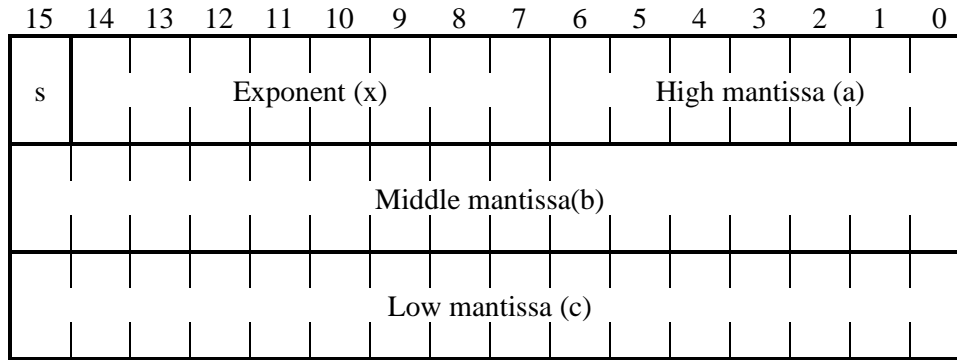 15 14 13 12 11 10 9 8 7 6 5 4 3 2 1 0
s Exponent (x) High mantissa (a)
Middle mantissa(b)
Low mantissa (c)